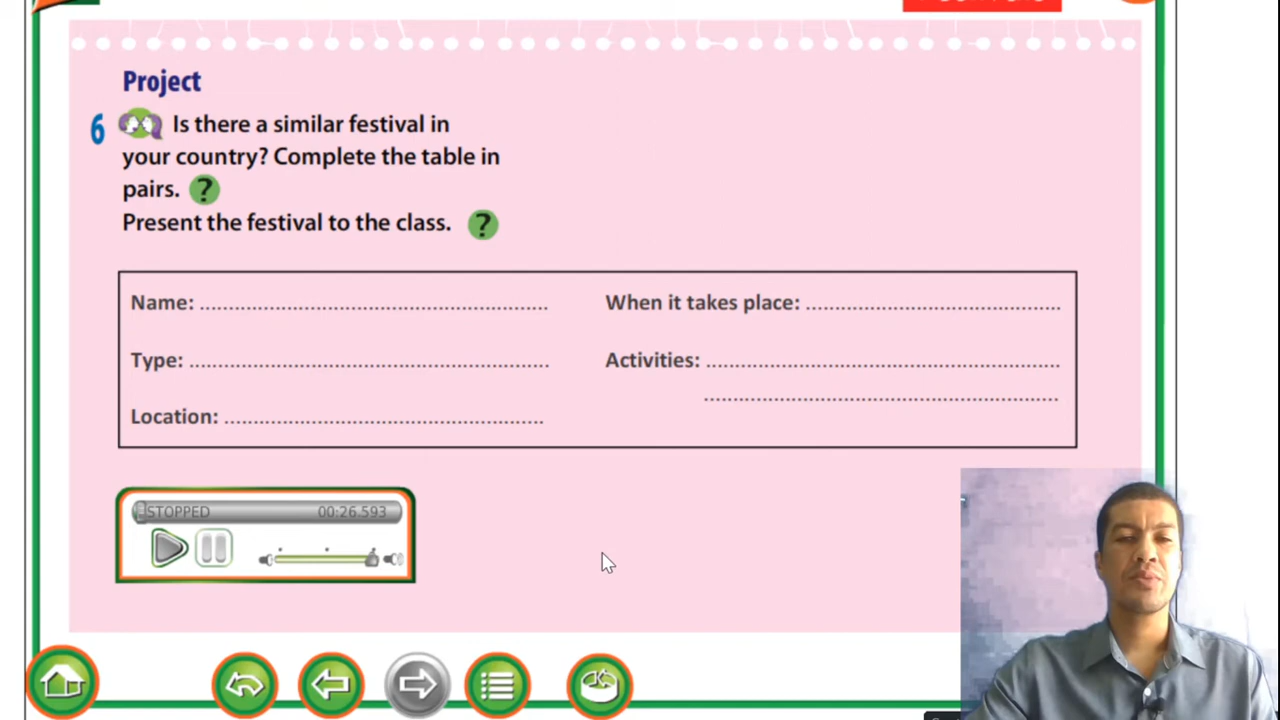 Project
6 Is there a similar festival in
your country? Complete the table in
pairs. ?
Present the festival to the class. ?
Name: ........................................................ When it takes place: .........................................
Type: .......................................................... Activities: .........................................................
.........................................................
Location: ...................................................
STOPPED 00:26.593